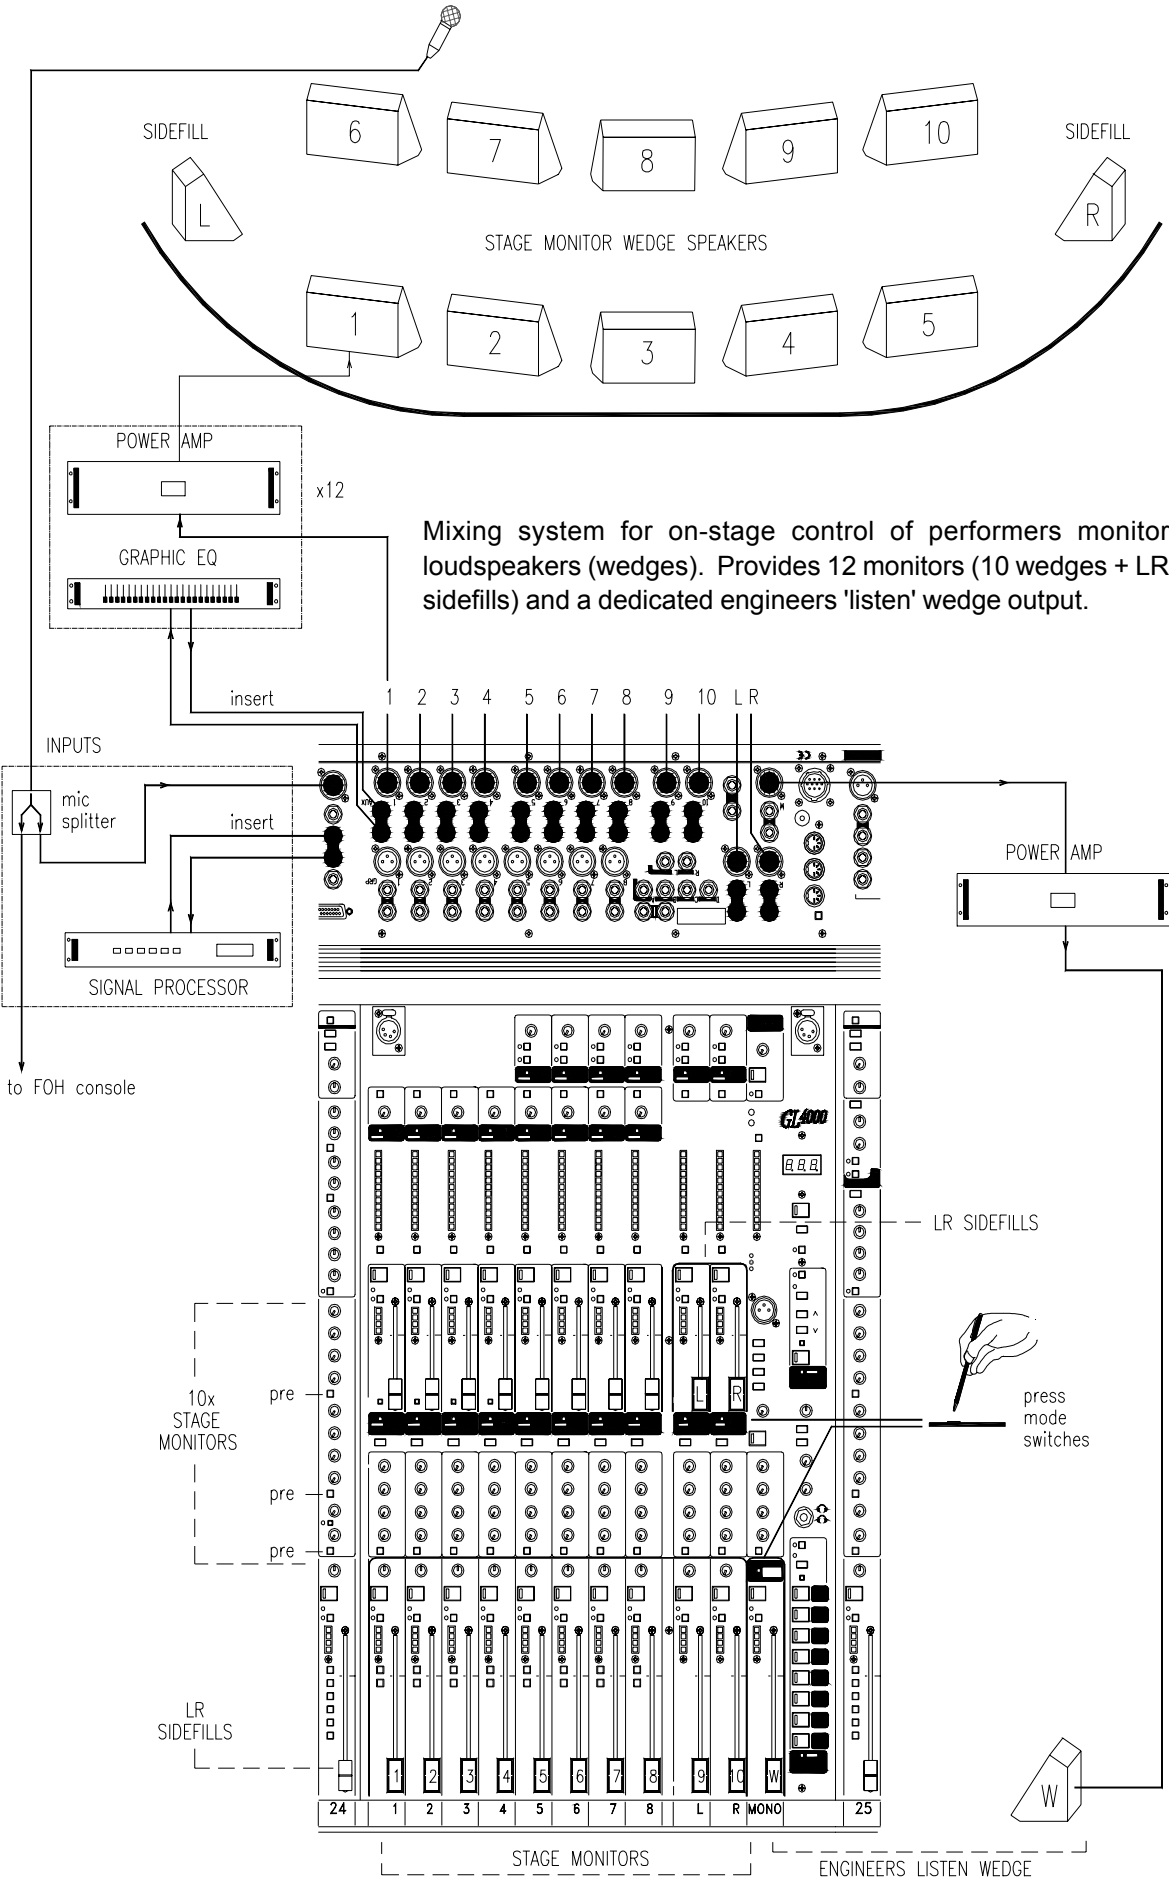 6
7
8
9
10
SIDEFILL
SIDEFILL
L
R
STAGE MONITOR WEDGE SPEAKERS
1
2
3
4
5
POWER AMP
x12
GRAPHIC EQ
Mixing system for on-stage control of performers monitor
loudspeakers (wedges). Provides 12 monitors (10 wedges + LR
sidefills) and a dedicated engineers 'listen' wedge output.
insert
1 2 3 4 5 6 7 8 9 10 L R
INPUTS
mic
splitter
insert
POWER AMP
SIGNAL PROCESSOR
to FOH console
GL4000
8.8.8.
LR SIDEFILLS
10x
STAGE
MONITORS
pre
pre
pre
L R
press
mode
switches
LR
SIDEFILLS
1 2 3 4 5 6 7 8 9 10 W
W
24 1 2 3 4 5 6 7 8 L R MONO 25
STAGE MONITORS
ENGINEERS LISTEN WEDGE